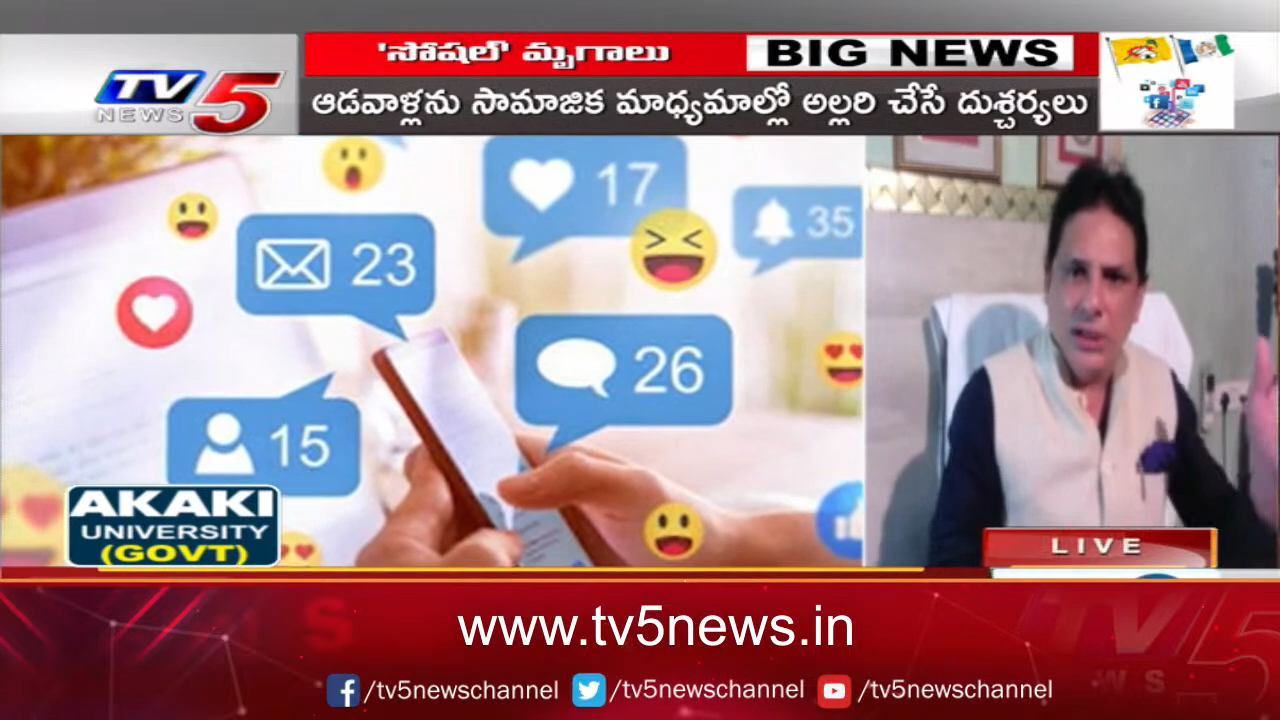 'సోషల్' మృగాలు
BIG NEWS
TV5
NEWS
ఆడవాళ్లను సామాజిక మాధ్యమాల్లో అల్లరి చేసే దుశ్చర్యలు
17
35
23
26
15
AKAKI
UNIVERSITY
(GOVT)
LIVE
www.tv5news.in
/tv5newschannel
/tv5newschannel
/tv5newschannel